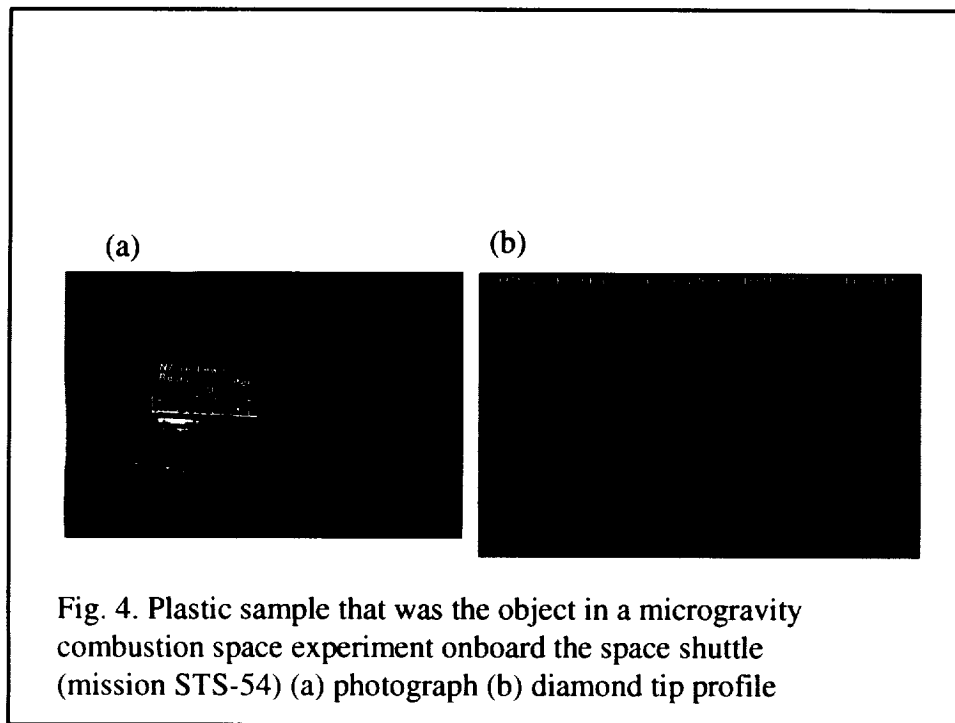 (a)
(b)
Fig. 4. Plastic sample that was the object in a microgravity
combustion space experiment onboard the space shuttle
(mission STS-54) (a) photograph (b) diamond tip profile